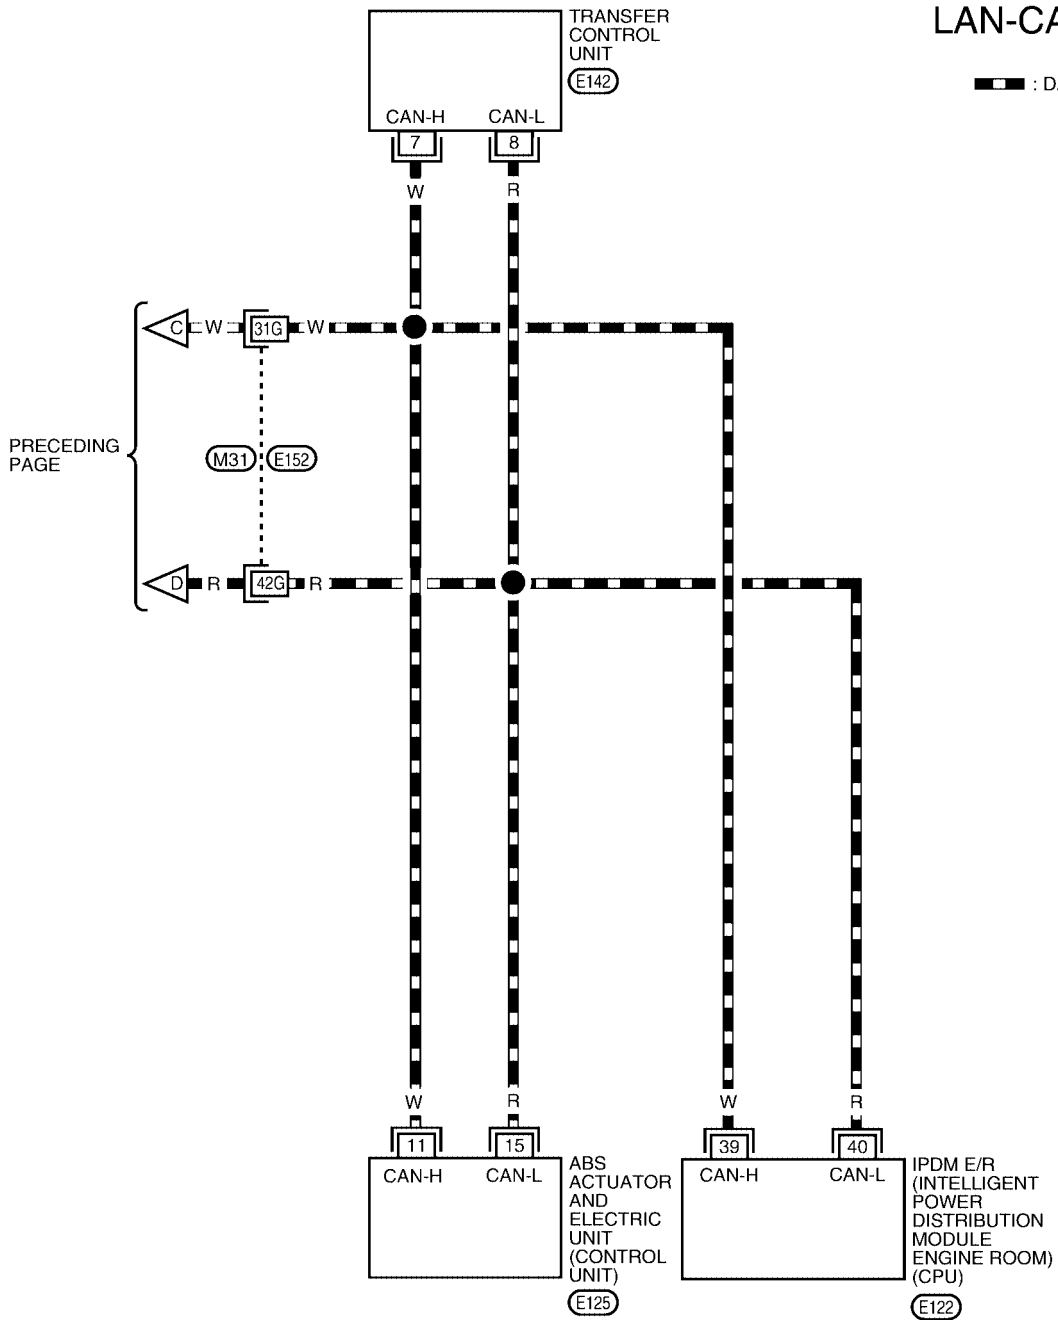 LAN-CA
: D
TRANSFER
CONTROL
UNIT
E142
CAN-H CAN-L
7 8
W R
C W 31G W
PRECEDING
PAGE
M31 E152
D R 42G R
W R W R
11 15 39 40
CAN-H CAN-L CAN-H CAN-L
ABS
ACTUATOR
AND
ELECTRIC
UNIT
(CONTROL
UNIT)
E125
IPDM E/R
(INTELLIGENT
POWER
DISTRIBUTION
MODULE
ENGINE ROOM)
(CPU)
E122